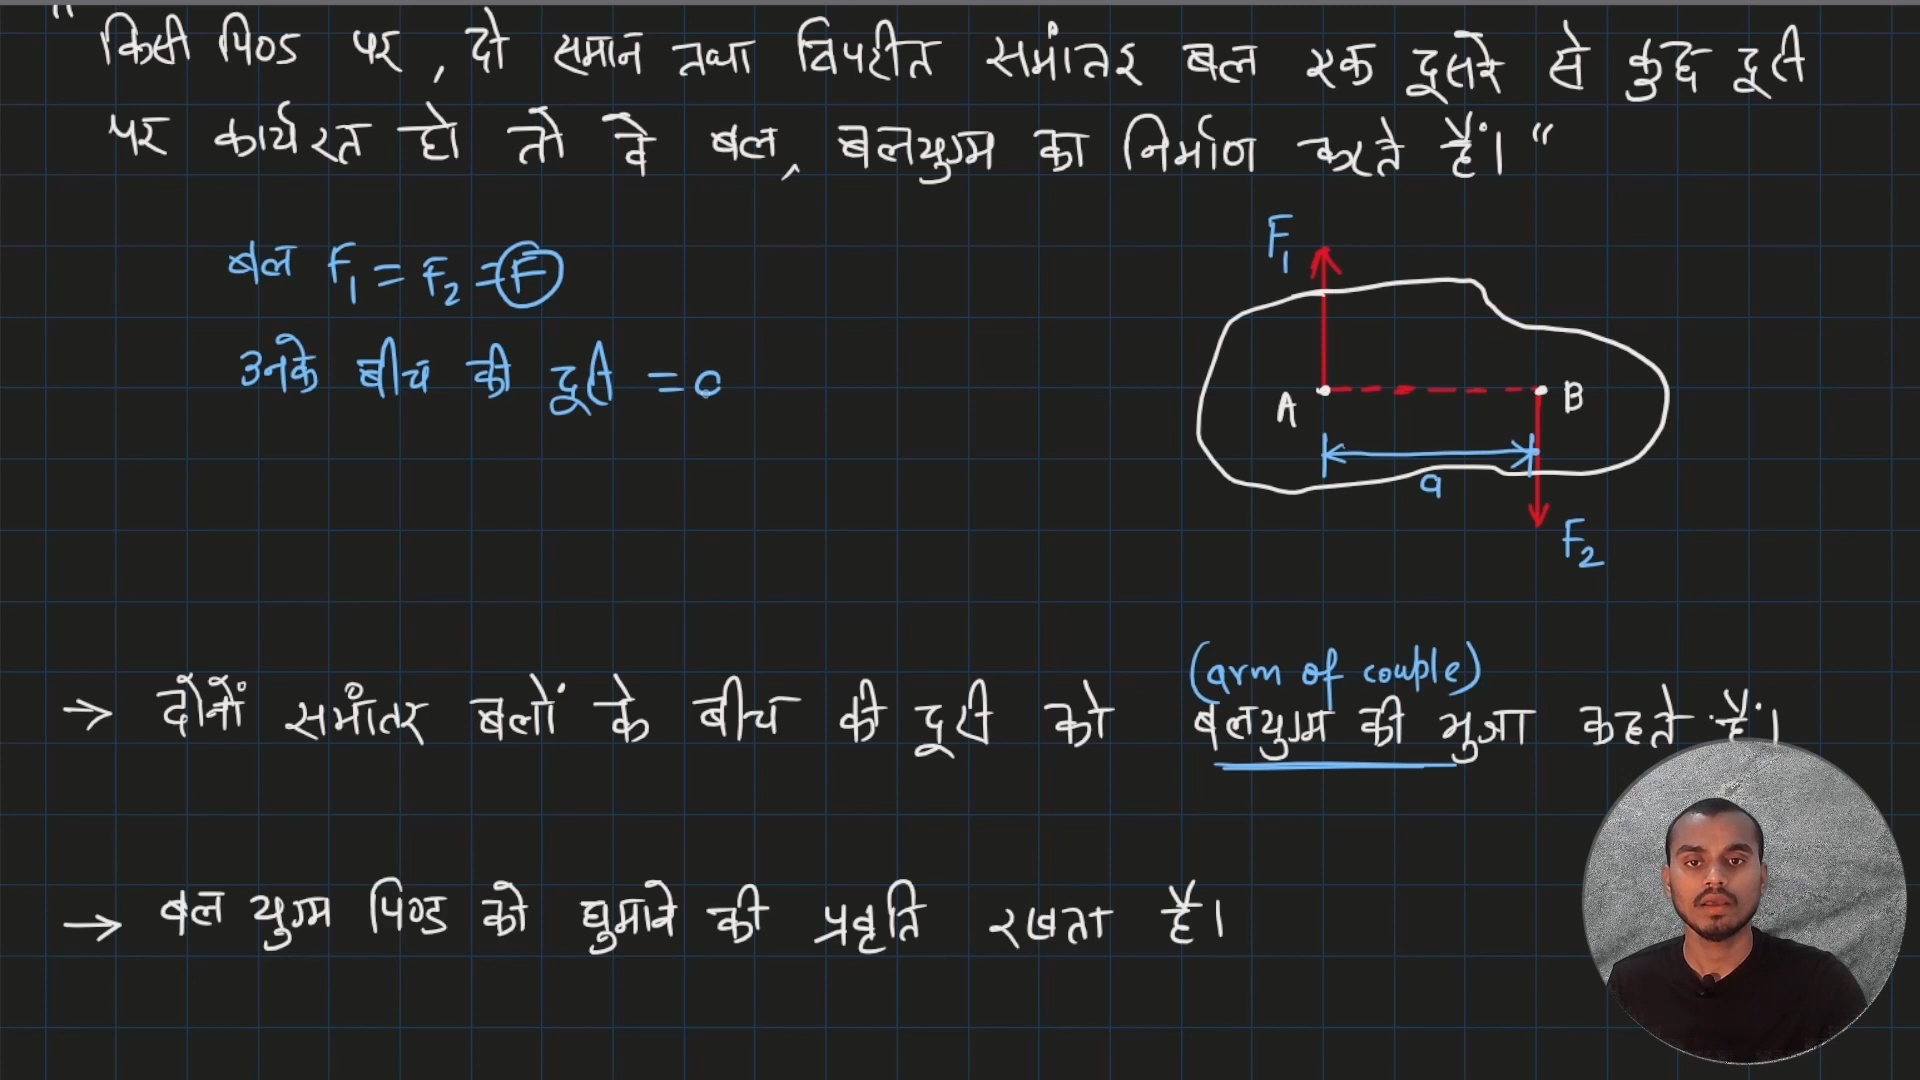 " किसी पिण्ड पर, दो समान तथा विपरीत समांतर बल एक दूसरे से कुछ दूरी
पर कार्यरत हो तो वे बल, बलयुग्म का निर्माण करते हैं। "
बल F₁ = F₂ = F
उनके बीच की दूरी = a
F₁
A
B
a
F₂
(arm of couple)
→ दोनों समांतर बलों के बीच की दूरी को बलयुग्म की भुजा कहते हैं।
→ बल युग्म पिण्ड को घुमाने की प्रवृति रखता है।